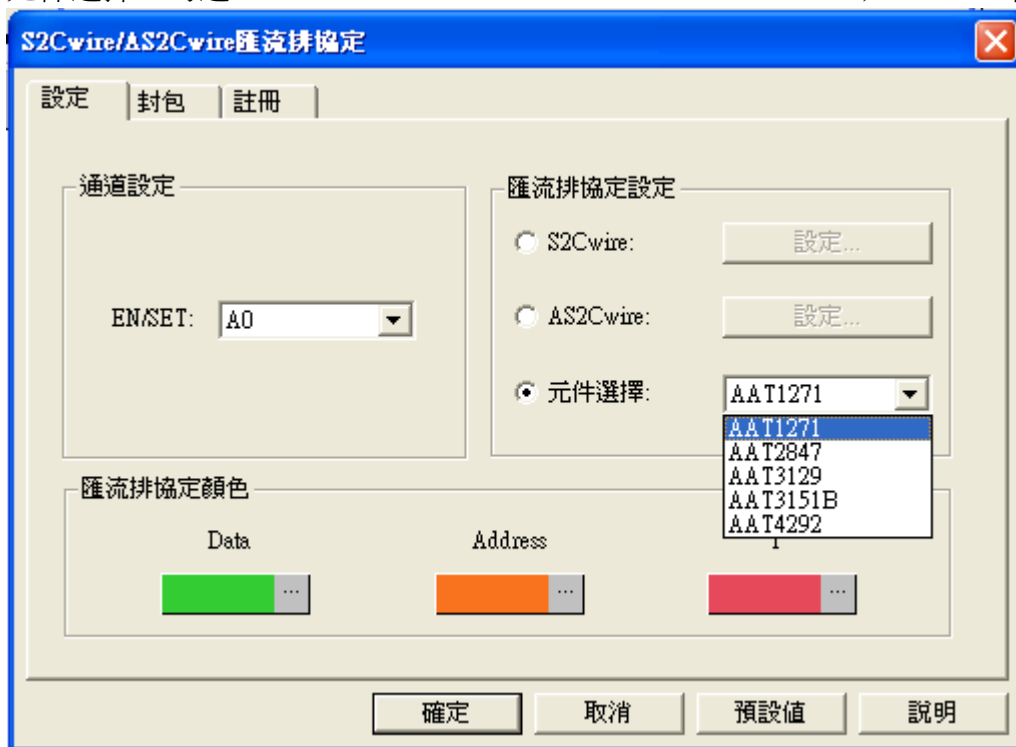 S2Cwire/AS2Cwire匯流排協定
設定 封包 註冊
通道設定
EN/SET: A0
匯流排協定設定
S2Cwire: 設定...
AS2Cwire: 設定...
元件選擇: AAT1271
AAT1271
AAT2847
AAT3129
AAT3151B
AAT4292
匯流排協定顏色
Data Address
... ... ...
確定 取消 預設值 說明